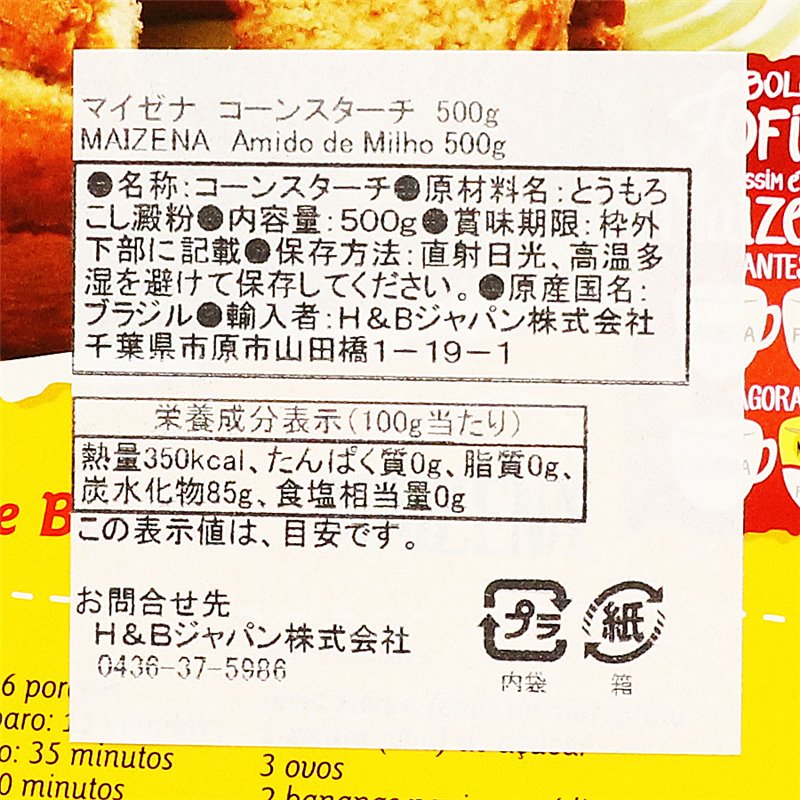 マイゼナ コーンスターチ 500g
MAIZENA Amido de Milho 500g
●名称:コーンスターチ●原材料名:とうもろ
こし澱粉●内容量:500g●賞味期限:枠外
下部に記載●保存方法:直射日光、高温多
湿を避けて保存してください。●原産国名:
ブラジル●輸入者:H&Bジャパン株式会社
千葉県市原市山田橋1-19-1
栄養成分表示(100g当たり)
熱量350kcal、たんぱく質0g、脂質0g、
炭水化物85g、食塩相当量0g
この表示値は、目安です。
お問合せ先
H&Bジャパン株式会社
0436-37-5986
プラ
紙
内袋
箱
BOL
ANTES
AGORA
e B
6 por
aro: 1
o: 35 minutos
0 minutos
3 ovos